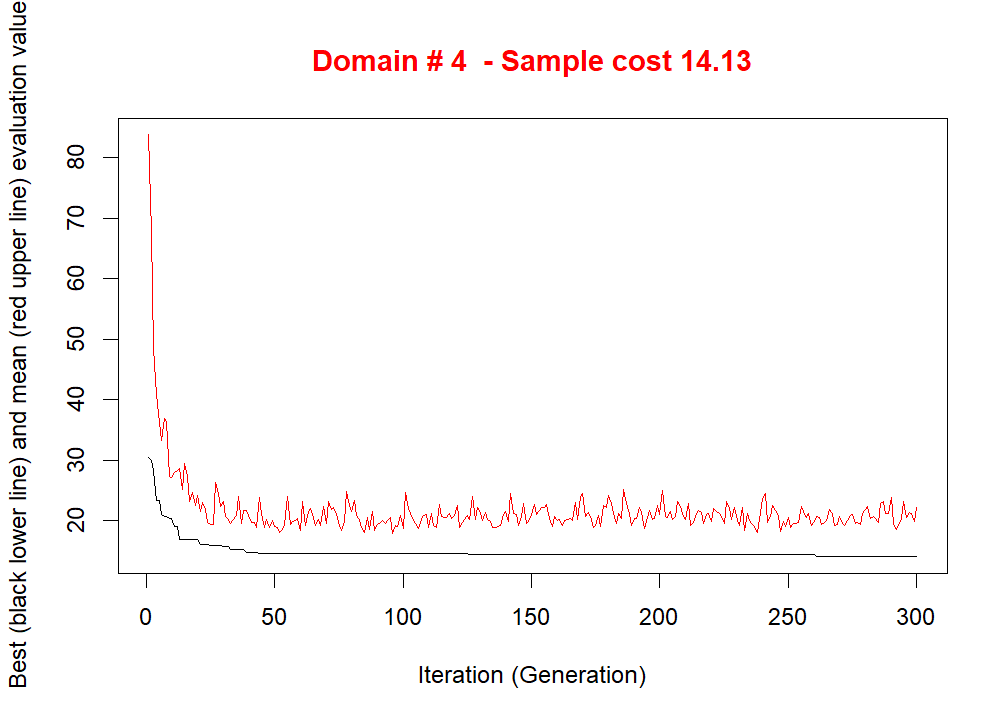 Domain # 4  - Sample cost 14.13
Best (black lower line) and mean (red upper line) evaluation value
80
70
60
50
40
30
20
0 50 100 150 200 250 300
Iteration (Generation)